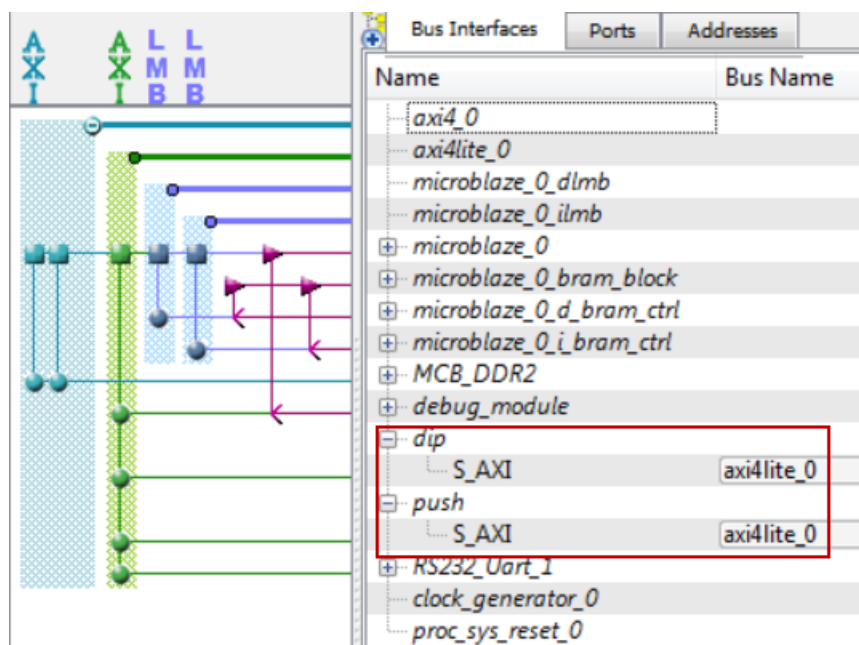 AXI AXI LMB LMB
Bus Interfaces Ports Addresses
Name Bus Name
axi4_0
axi4lite_0
microblaze_0_dlmb
microblaze_0_ilmb
microblaze_0
microblaze_0_bram_block
microblaze_0_d_bram_ctrl
microblaze_0_i_bram_ctrl
MCB_DDR2
debug_module
dip
S_AXI axi4lite_0
push
S_AXI axi4lite_0
RS232_Uart_1
clock_generator_0
proc_sys_reset_0